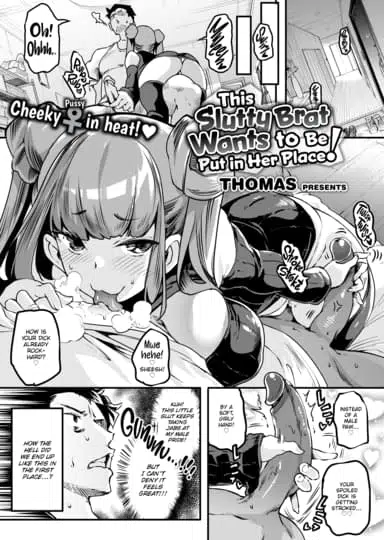 Oh!
Ohhh..
Cheeky Pussy ♀ in heat!♥
This
Slutty Brat
Wants to Be
Put in Her Place!
THOMAS PRESENTS
HOW IS
YOUR DICK
ALREADY
ROCK-
HARD?♡
Mwe
hehe!
SHEESH!
INSTEAD OF
A MALE
PAW...♡
BY A
SOFT,
GIRLY
HAND!♡
YOUR
SPOILED
DICK IS
GETTING
STROKED...♡
KUH!
THIS LITTLE
SLUT KEEPS
TAKING
JABS AT
MY MALE
PRIDE!
BUT I
CAN'T
DENY IT
FEELS
GREAT!!!
HOW
THE HELL
DID WE
END UP
LIKE THIS
IN THE
FIRST
PLACE...?